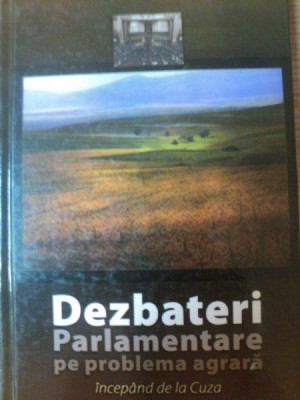 Dezbateri
Parlamentare
pe problema agrară
începând de la Cuza